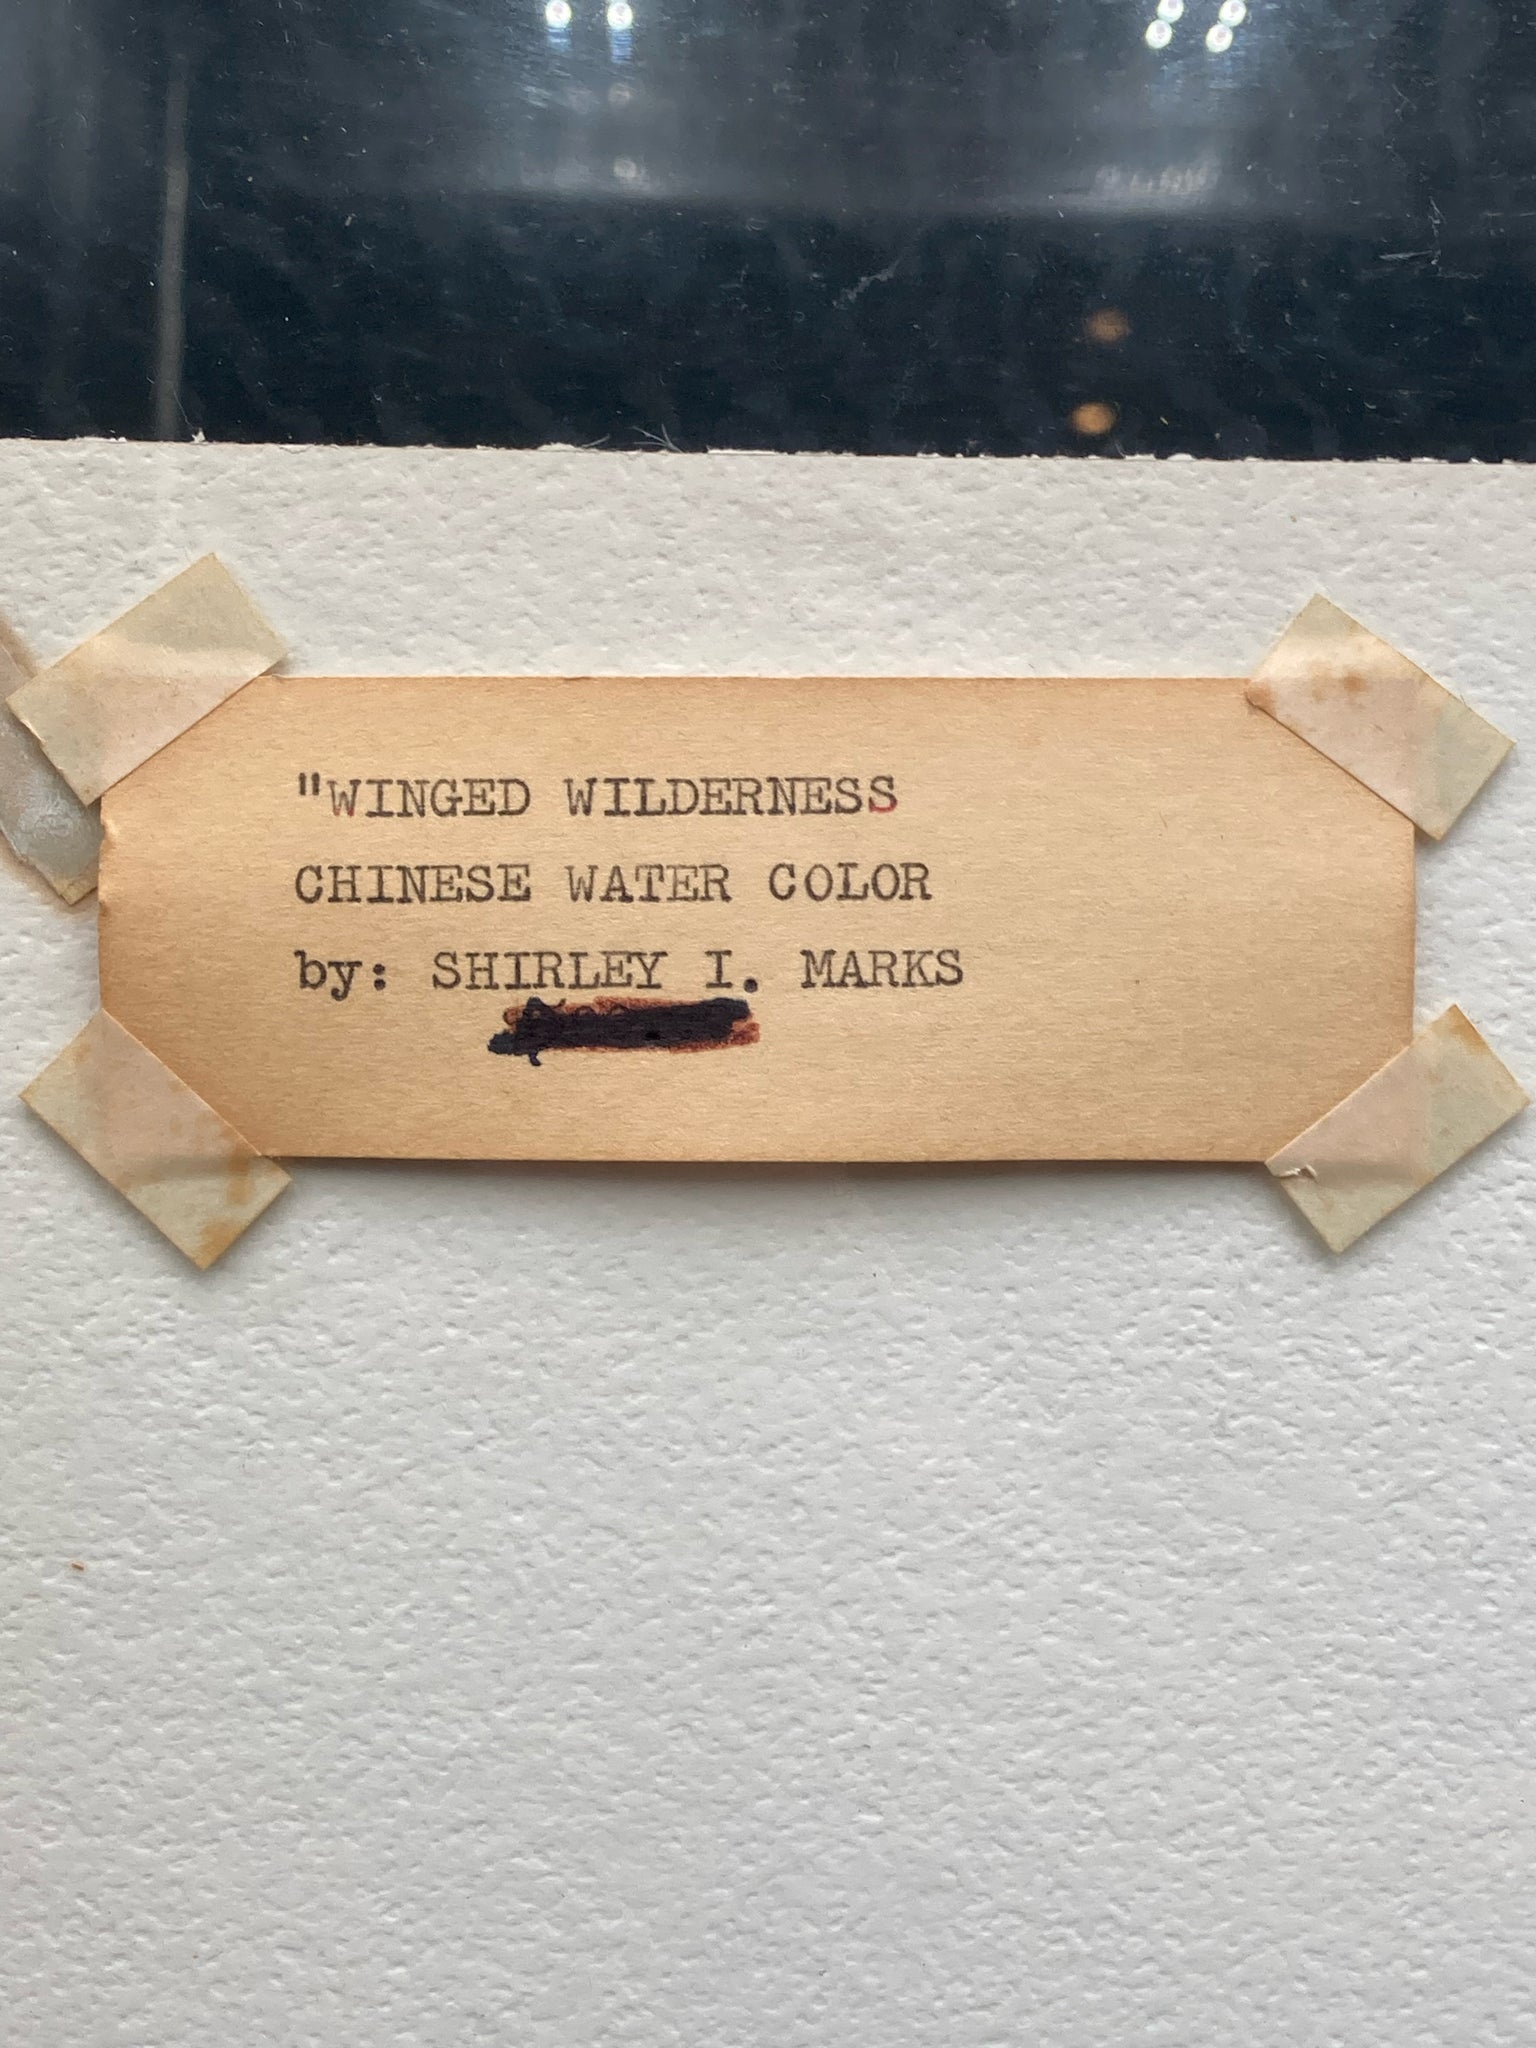 "WINGED WILDERNESS
CHINESE WATER COLOR
by: SHIRLEY I. MARKS